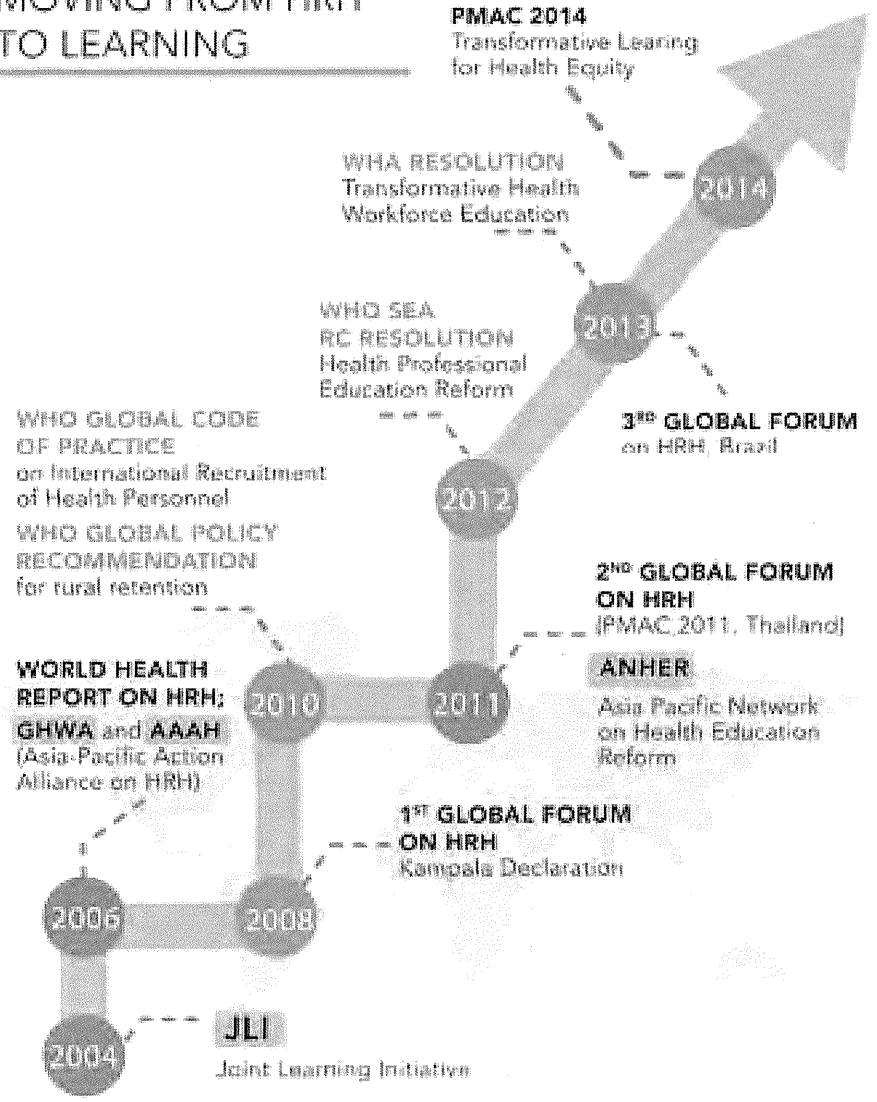 MOVING FROM HRH
TO LEARNING
PMAC 2014
Transformative Learing
for Health Equity
2014
WHA RESOLUTION
Transformative Health
Workforce Education
2013
3RD GLOBAL FORUM
on HRH, Brazil
WHO SEA
RC RESOLUTION
Health Professional
Education Reform
2012
WHO GLOBAL CODE
OF PRACTICE
on International Recruitment
of Health Personnel
WHO GLOBAL POLICY
RECOMMENDATION
for rural retention
2010
2011
2ND GLOBAL FORUM
ON HRH
(PMAC 2011, Thailand)
ANHER
Asia Pacific Network
on Health Education
Reform
WORLD HEALTH
REPORT ON HRH;
GHWA and AAAH
(Asia-Pacific Action
Alliance on HRH)
2006
2008
1ST GLOBAL FORUM
ON HRH
Kampala Declaration
2004
JLI
Joint Learning Initiative